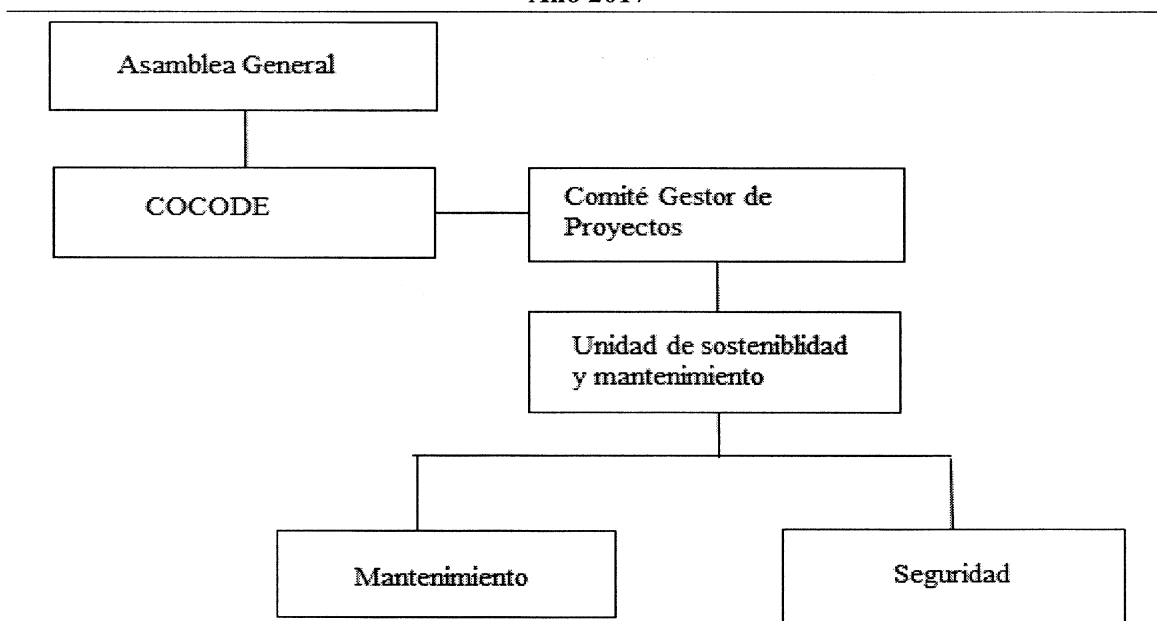 Asamblea General
COCODE
Comité Gestor de
Proyectos
Unidad de sosteniblidad
y mantenimiento
Mantenimiento
Seguridad